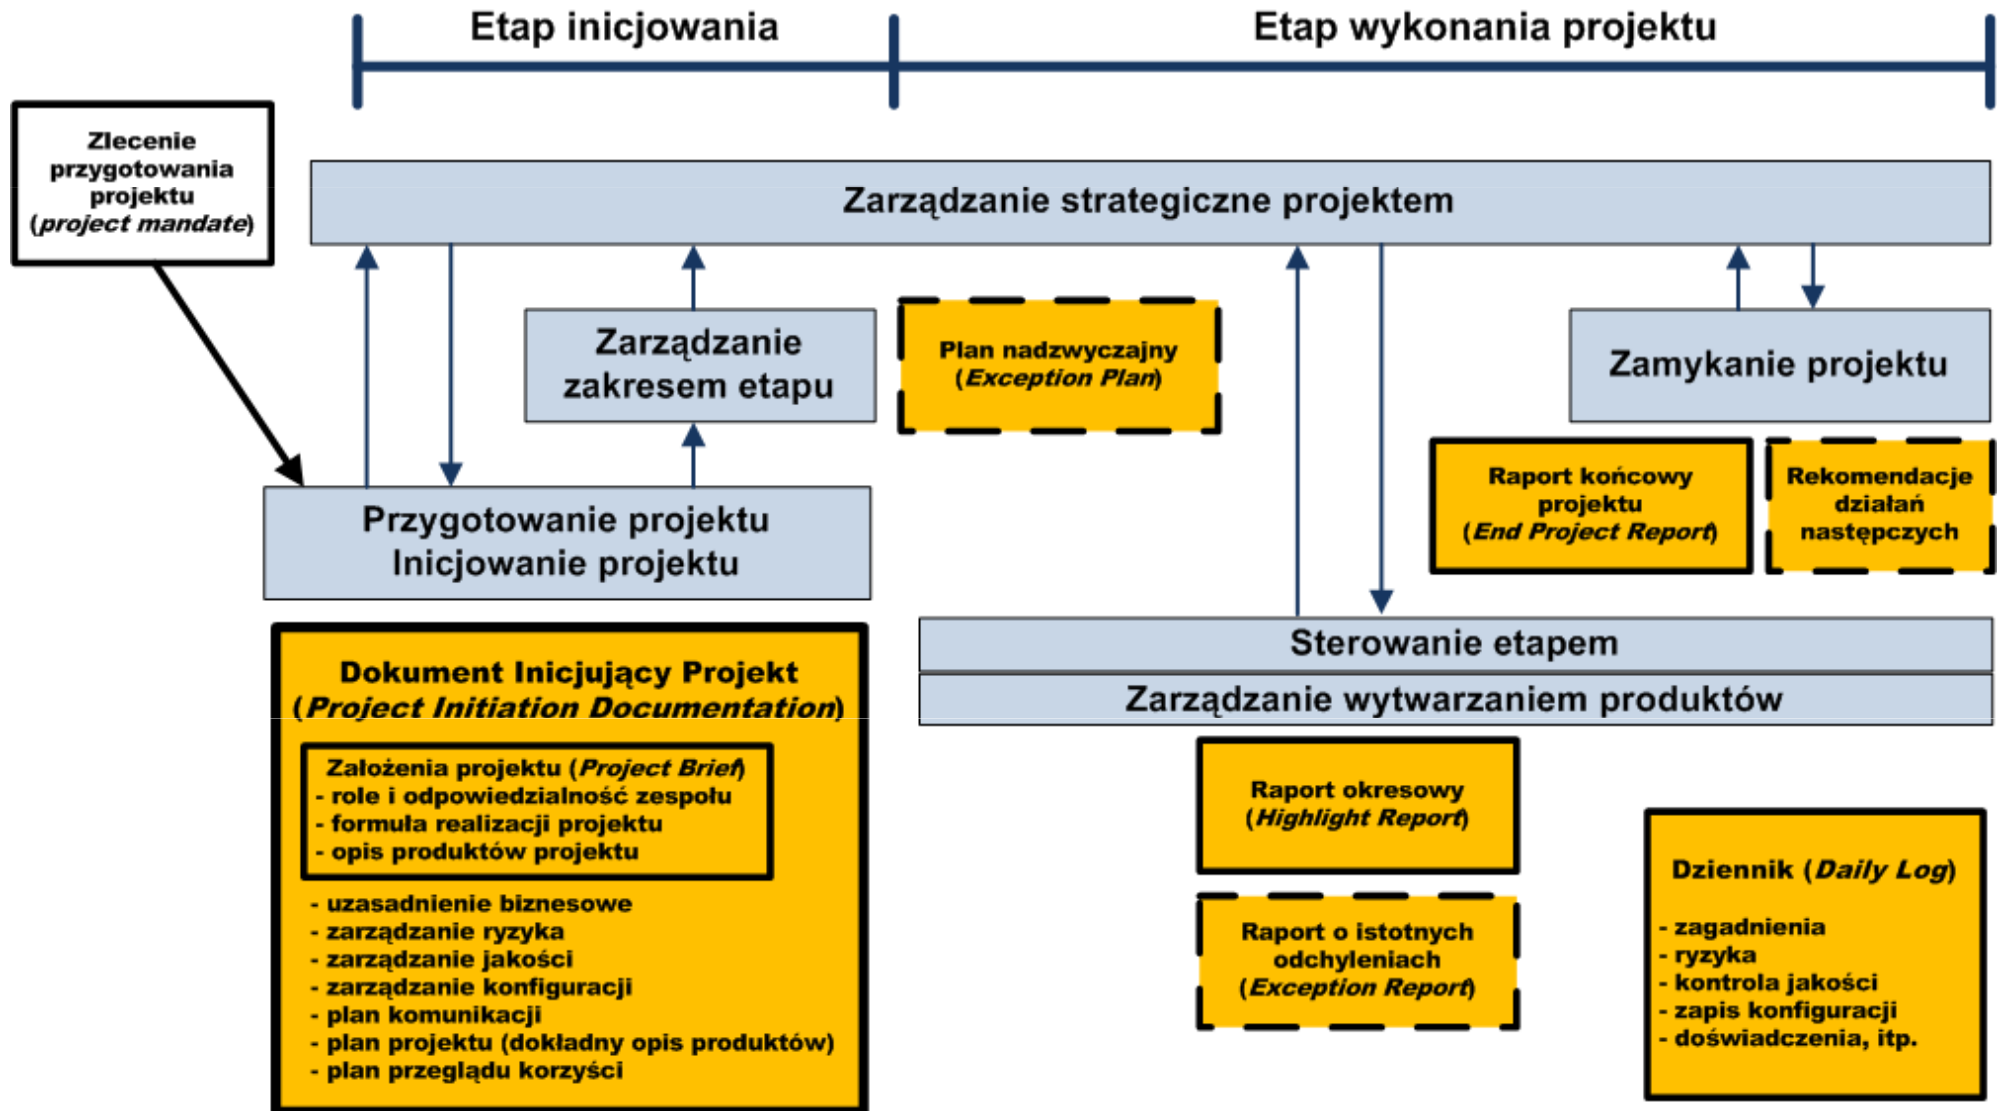 Etap inicjowania
Etap wykonania projektu
Zlecenie
przygotowania
projektu
(project mandate)
Zarządzanie strategiczne projektem
Zarządzanie
zakresem etapu
Plan nadzwyczajny
(Exception Plan)
Zamykanie projektu
Raport końcowy
projektu
(End Project Report)
Rekomendacje
działań
następczych
Przygotowanie projektu
Inicjowanie projektu
Sterowanie etapem
Zarządzanie wytwarzaniem produktów
Dokument Inicjujący Projekt
(Project Initiation Documentation)
Założenia projektu (Project Brief)
- role i odpowiedzialność zespołu
- formuła realizacji projektu
- opis produktów projektu
- uzasadnienie biznesowe
- zarządzanie ryzyka
- zarządzanie jakości
- zarządzanie konfiguracji
- plan komunikacji
- plan projektu (dokładny opis produktów)
- plan przeglądu korzyści
Raport okresowy
(Highlight Report)
Raport o istotnych
odchyleniach
(Exception Report)
Dziennik (Daily Log)
- zagadnienia
- ryzyka
- kontrola jakości
- zapis konfiguracji
- doświadczenia, itp.